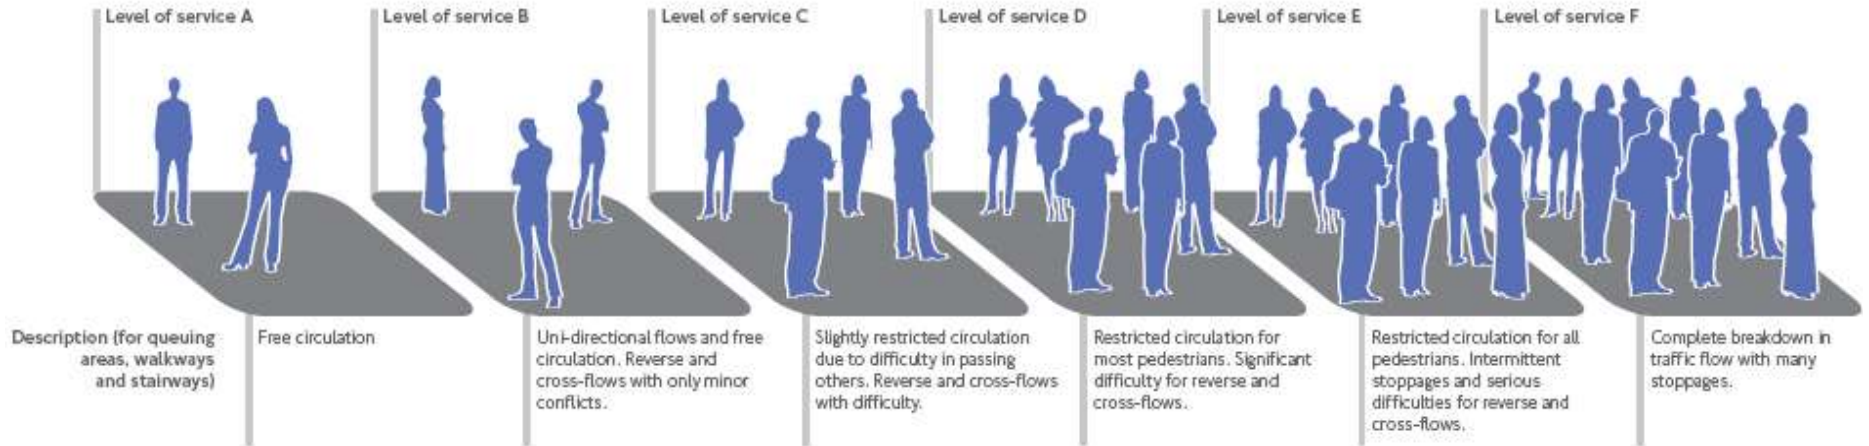 Level of service A
Level of service B
Level of service C
Level of service D
Level of service E
Level of service F
Description (for queuing
areas, walkways
and stairways)
Free circulation
Uni-directional flows and free
circulation. Reverse and
cross-flows with only minor
conflicts.
Slightly restricted circulation
due to difficulty in passing
others. Reverse and cross-flows
with difficulty.
Restricted circulation for
most pedestrians. Significant
difficulty for reverse and
cross-flows.
Restricted circulation for all
pedestrians. Intermittent
stoppages and serious
difficulties for reverse and
cross-flows.
Complete breakdown in
traffic flow with many
stoppages.